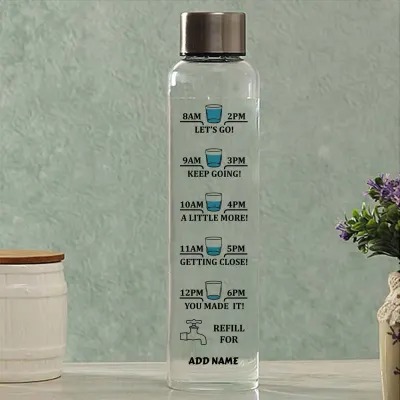 8AM 2PM
LET'S GO!
9AM 3PM
KEEP GOING!
10AM 4PM
A LITTLE MORE!
11AM 5PM
GETTING CLOSE!
12PM 6PM
YOU MADE IT!
REFILL
FOR
ADD NAME